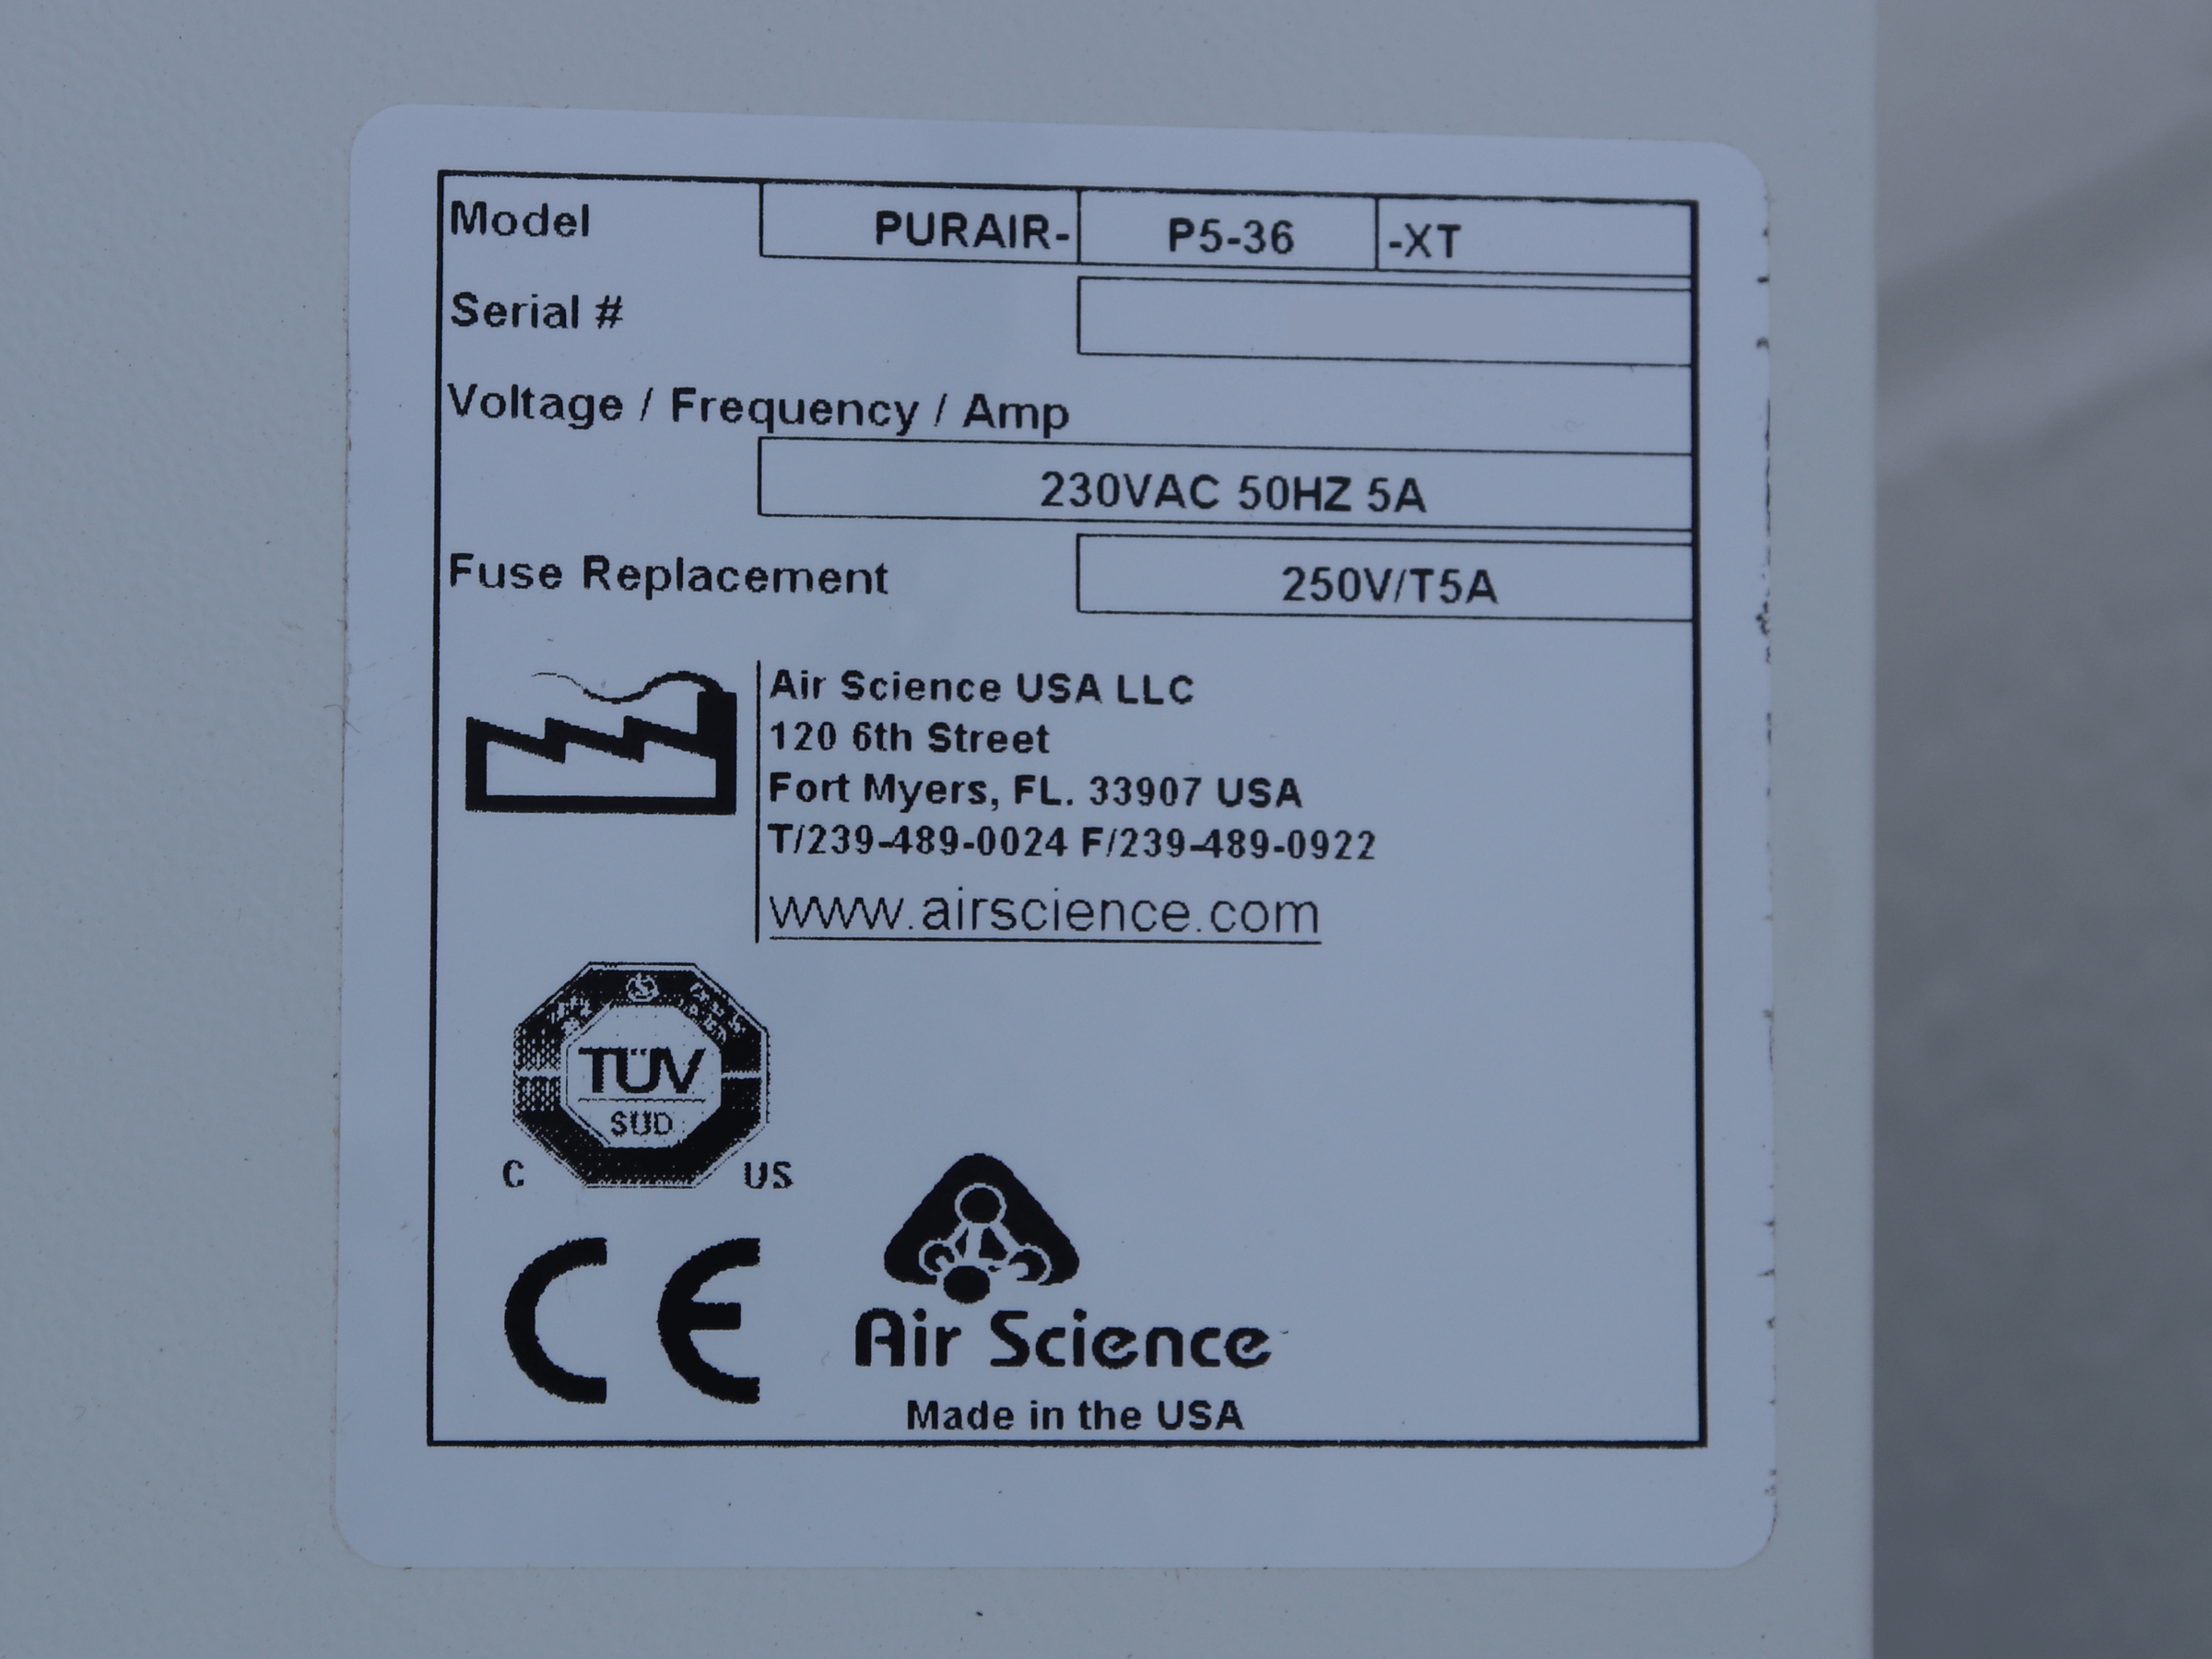 Model PURAIR- P5-36 -XT
Serial #
Voltage / Frequency / Amp
230VAC 50HZ 5A
Fuse Replacement 250V/T5A
Air Science USA LLC
120 6th Street
Fort Myers, FL. 33907 USA
T/239-489-0024 F/239-489-0922
www.airscience.com
TÜV
SÜD
C US
CE
Air Science
Made in the USA